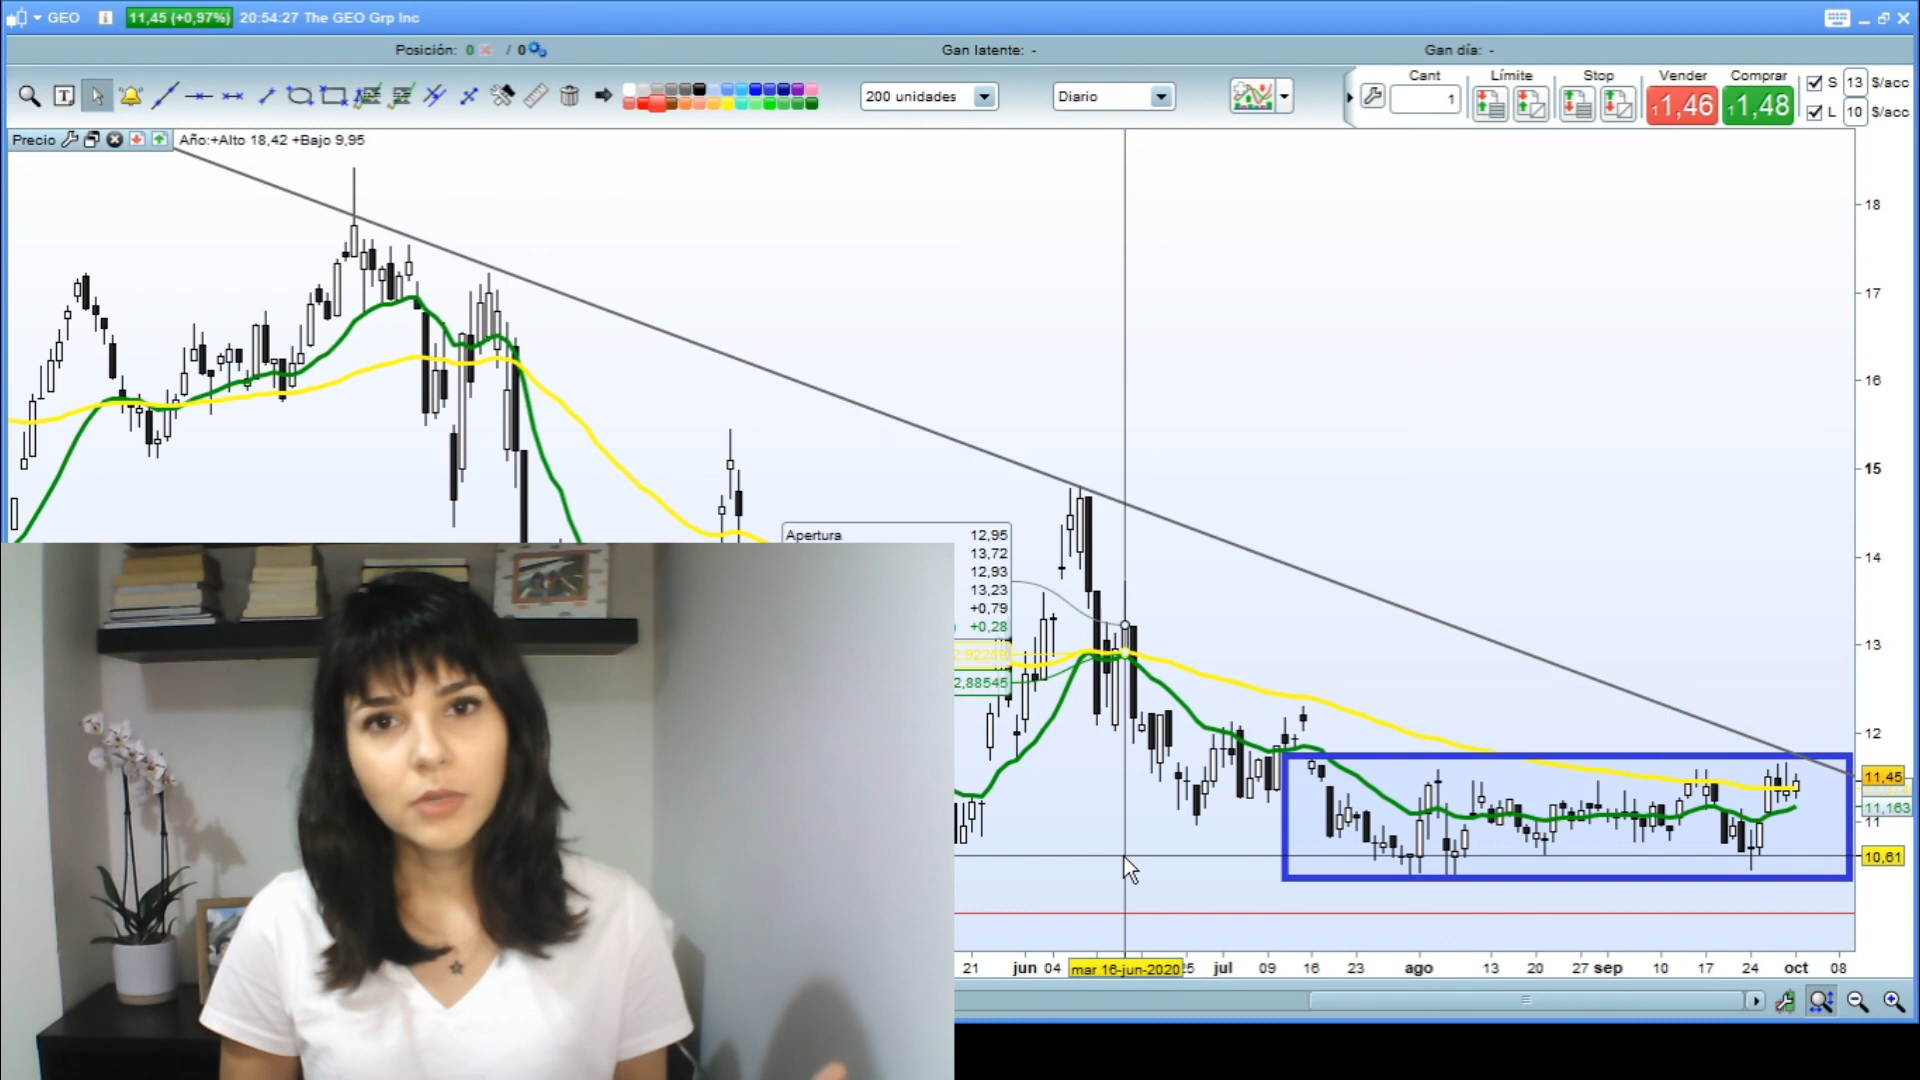 GEO 11,45 (+0,97%) 20:54:27 The GEO Grp Inc
Posición: 0 / 0 Gan latente: - Gan día: -
200 unidades Diario
Cant Límite Stop Vender Comprar
1 11,46 11,48
S 13 $/acc
L 10 $/acc
Precio Año:+Alto 18,42 +Bajo 9,95
18
17
16
15
14
13
12
11,45
11,163
11
10,61
Apertura 12,95
13,72
12,93
13,23
+0,79
+0,28
2,88545
21 jun 04 mar 16-jun-2020 25 jul 09 16 23 ago 13 20 27 sep 10 17 24 oct 08